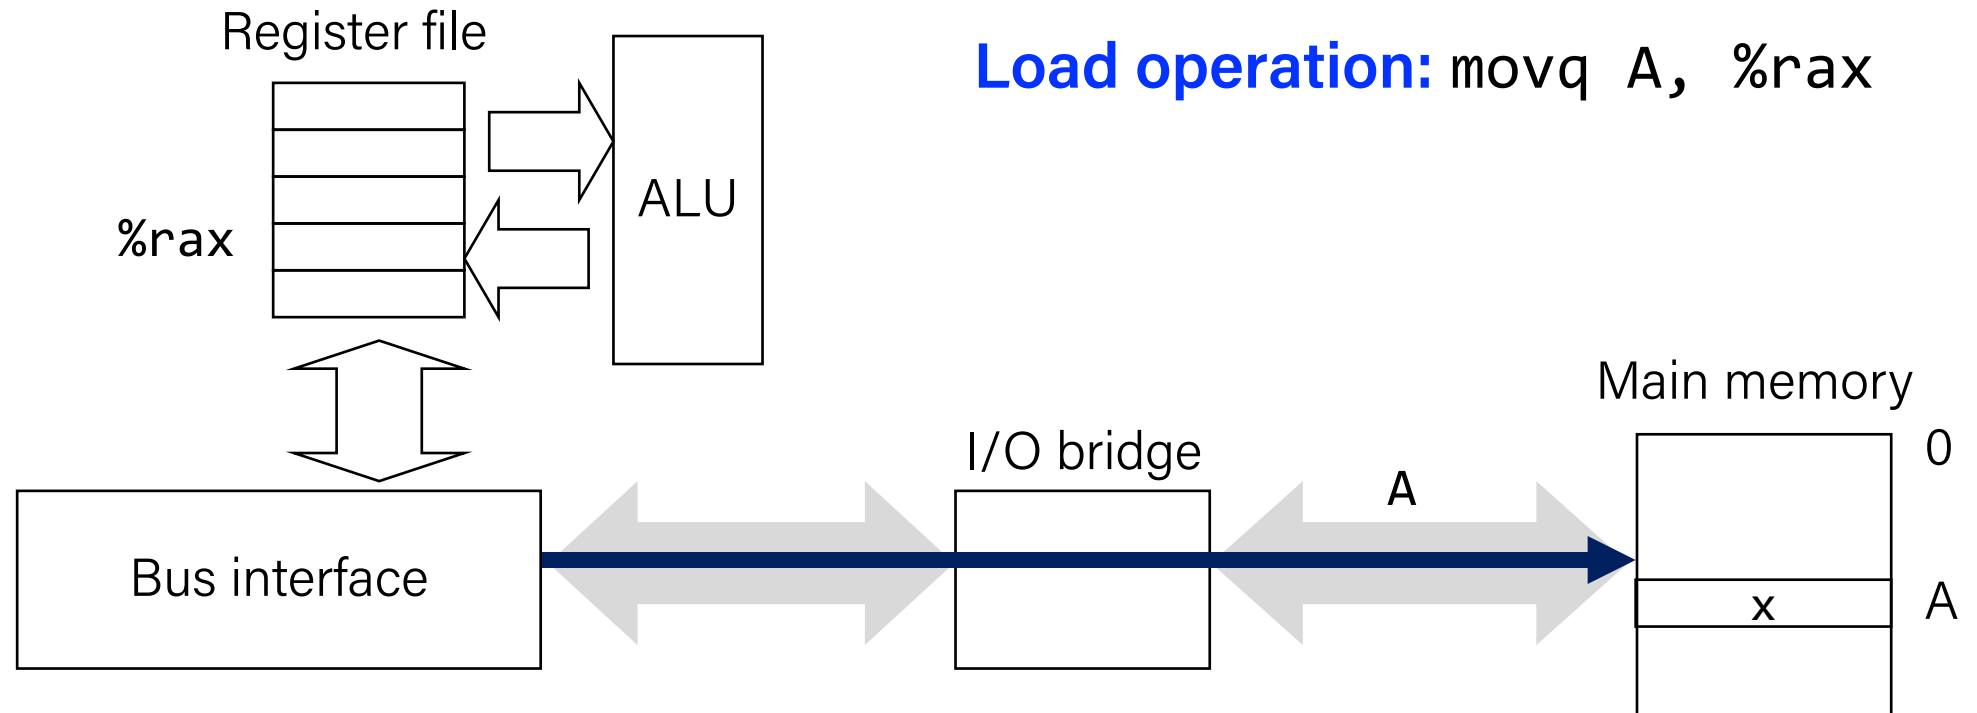 Register file
Load operation: movq A, %rax
ALU
%rax
Main memory
I/O bridge
0
A
Bus interface
x
A